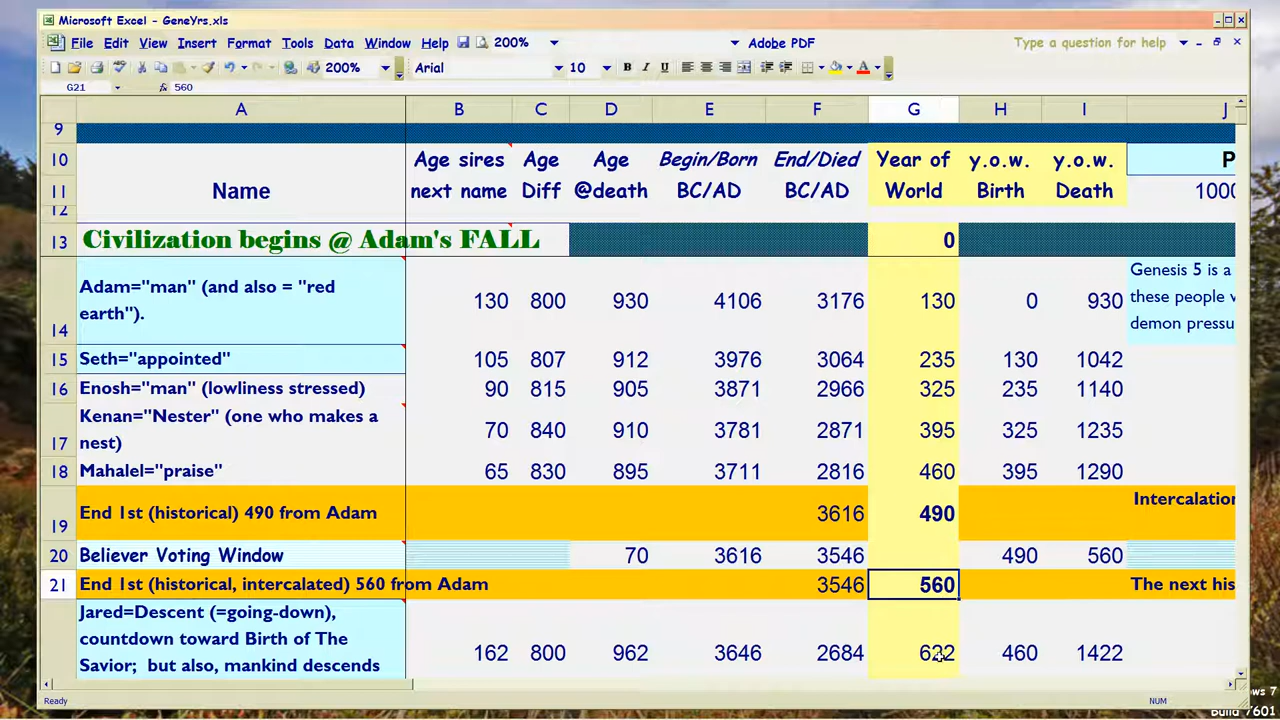 Microsoft Excel - GeneYrs.xls
File Edit View Insert Format Tools Data Window Help 200% Adobe PDF Type a question for help
200% Arial 10 B I U
G21 fx 560
A B C D E F G H I J
9
10 Age sires Age Age Begin/Born End/Died Year of y.o.w. y.o.w. P
11 Name next name Diff @death BC/AD BC/AD World Birth Death 1000
12
13 Civilization begins @ Adam's FALL 0
14 Adam="man" (and also = "red earth"). 130 800 930 4106 3176 130 0 930 Genesis 5 is a
these people
demon pressu
15 Seth="appointed" 105 807 912 3976 3064 235 130 1042
16 Enosh="man" (lowliness stressed) 90 815 905 3871 2966 325 235 1140
17 Kenan="Nester" (one who makes a nest) 70 840 910 3781 2871 395 325 1235
18 Mahalel="praise" 65 830 895 3711 2816 460 395 1290
19 End 1st (historical) 490 from Adam 3616 490 Intercalation
20 Believer Voting Window 70 3616 3546 490 560
21 End 1st (historical, intercalated) 560 from Adam 3546 560 The next his
Jared=Descent (=going-down),
countdown toward Birth of The
Savior; but also, mankind descends 162 800 962 3646 2684 622 460 1422
Ready NUM
ows 7
Build 7601